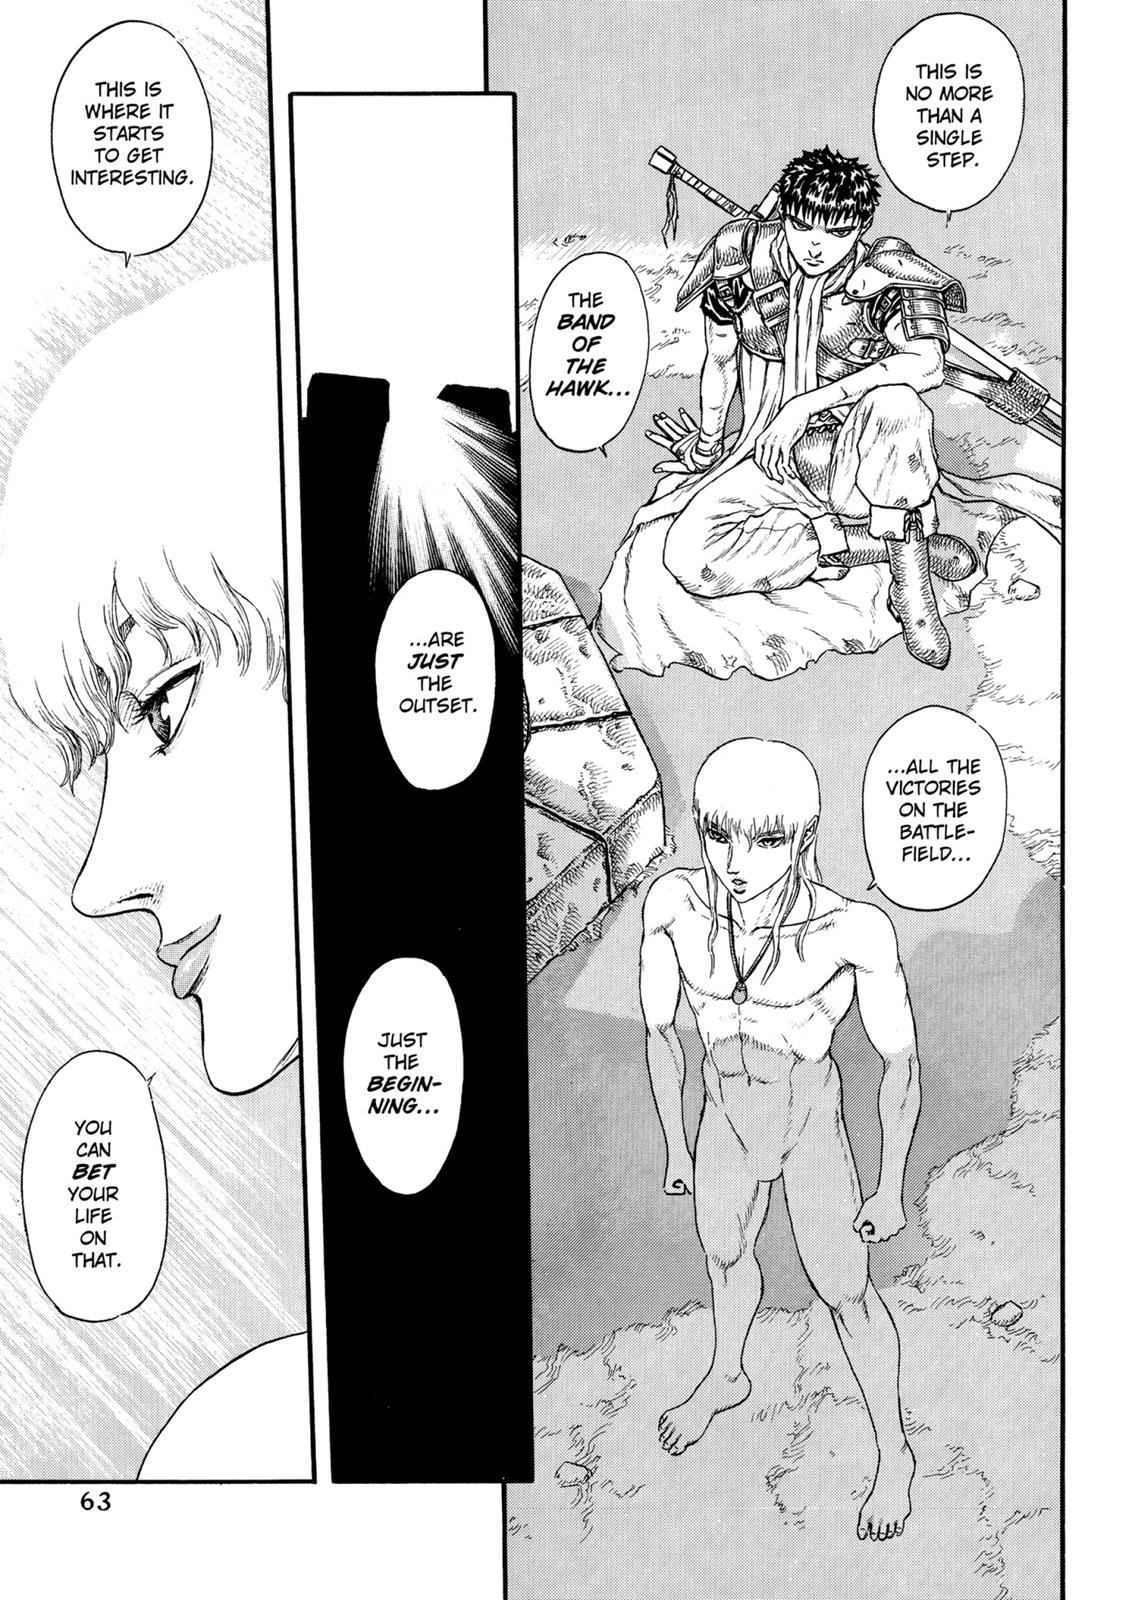 THIS IS
NO MORE
THAN A
SINGLE
STEP.
THE
BAND
OF
THE
HAWK...
...ALL THE
VICTORIES
ON THE
BATTLE-
FIELD...
...ARE
JUST
THE
OUTSET.
JUST
THE
BEGIN-
NING...
THIS IS
WHERE IT
STARTS
TO GET
INTERESTING.
YOU
CAN
BET
YOUR
LIFE
ON
THAT.
63